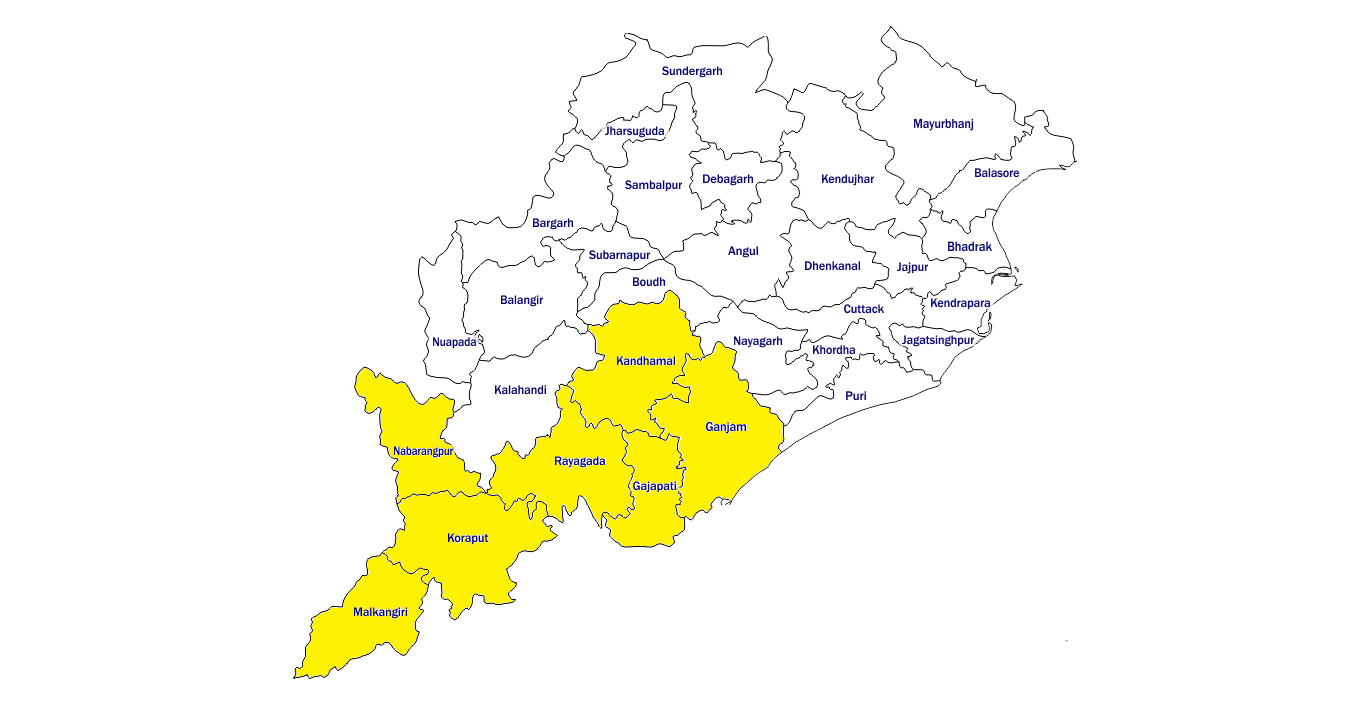 Sundergarh
Mayurbhanj
Jharsuguda
Balasore
Debagarh
Kendujhar
Sambalpur
Bargarh
Bhadrak
Angul
Subarnapur
Dhenkanal
Jajpur
Boudh
Balangir
Kendrapara
Cuttack
Nuapada
Nayagarh
Jagatsinghpur
Khordha
Kandhamal
Kalahandi
Puri
Ganjam
Nabarangpur
Rayagada
Gajapati
Koraput
Malkangiri